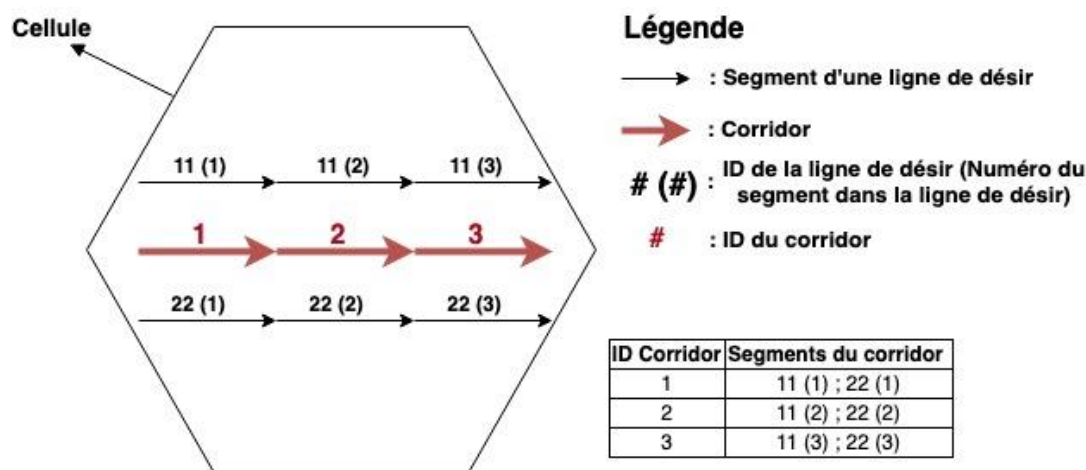 Cellule
11 (1) 11 (2) 11 (3)
1 2 3
22 (1) 22 (2) 22 (3)
Légende
: Segment d'une ligne de désir
: Corridor
# (#) : ID de la ligne de désir (Numéro du
segment dans la ligne de désir)
# : ID du corridor
ID Corridor Segments du corridor
1 11 (1) ; 22 (1)
2 11 (2) ; 22 (2)
3 11 (3) ; 22 (3)